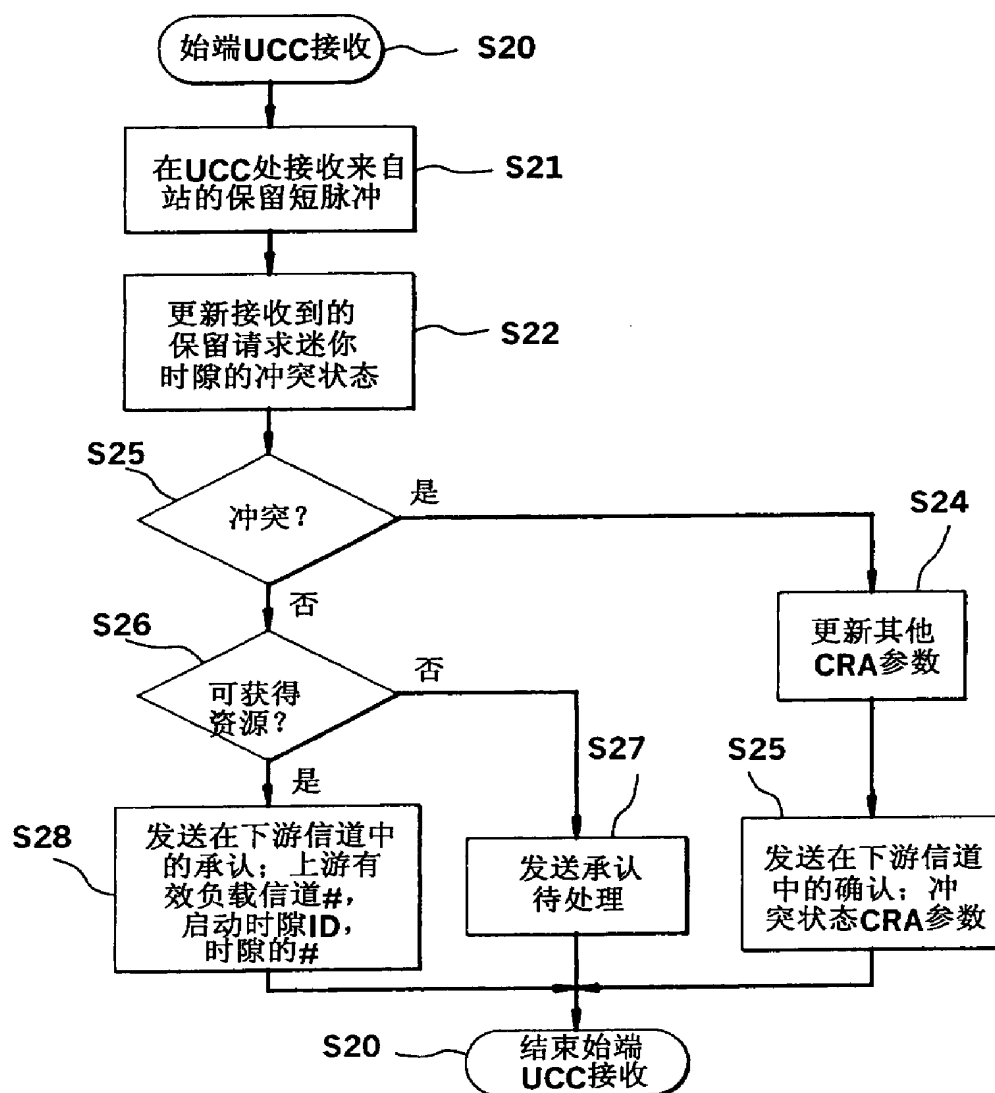 始端UCC接收
S20
在UCC处接收来自
站的保留短脉冲
S21
更新接收到的
保留请求迷你
时隙的冲突状态
S22
S25
冲突?
是
否
S24
更新其他
CRA参数
S26
可获得
资源?
否
是
S27
发送承认
待处理
S25
发送在下游信道
中的确认; 冲
突状态CRA参数
S28
发送在下游信道中
的承认; 上游有
效负载信道#,
启动时隙ID,
时隙的#
S20
结束始端
UCC接收